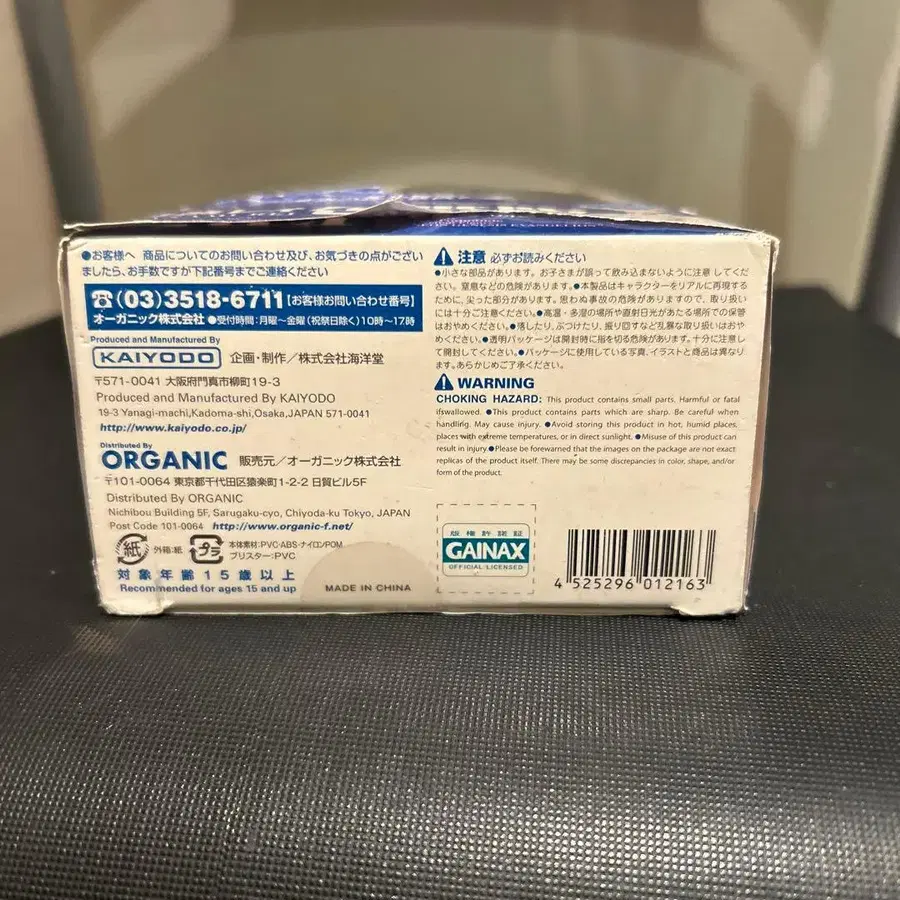 ●お客様へ 商品についてのお問い合わせ及び、お気づきの点がござい
ましたら、お手数ですが下記番号までご連絡ください
☎(03)3518-6711【お客様お問い合わせ番号】
オーガニック株式会社 ●受付時間:月曜〜金曜(祝祭日除く)10時〜17時
Produced and Manufactured By
KAIYODO 企画・制作/株式会社海洋堂
〒571-0041 大阪府門真市柳町19-3
Produced and Manufactured By KAIYODO
19-3 Yanagi-machi,Kadoma-shi,Osaka,JAPAN 571-0041
http://www.kaiyodo.co.jp/
Distributed By
ORGANIC 販売元/オーガニック株式会社
〒101-0064 東京都千代田区猿楽町1-2-2 日貿ビル5F
Distributed By ORGANIC
Nichibou Building 5F, Sarugaku-cyo, Chiyoda-ku Tokyo, JAPAN
Post Code 101-0064 http://www.organic-f.net/
紙 外箱:紙 プラ 本体素材:PVC・ABS・ナイロンPOM
ブリスター:PVC
対象年齢15歳以上
Recommended for ages 15 and up
MADE IN CHINA
注意 必ずお読みください
●小さな部品があります。お子さまが誤って飲み込まないように注意してくださ
い。窒息などの危険があります。●本製品はキャラクターをリアルに再現する
ために、尖った部分があります。思わぬ事故の危険がありますので、取り扱い
には十分ご注意ください。●高温・多湿の場所や直射日光があたる場所での保管
はおやめください。●落したり、ぶつけたり、振り回すなど乱暴な取り扱いはおや
めください。●透明パッケージは開封時に指を切る危険があります。十分に注意し
て開封してください。●パッケージに使用している写真、イラストと商品は異なり
ます。あらかじめご了承ください。
WARNING
CHOKING HAZARD: This product contains small parts. Harmful or fatal
ifswallowed. ●This product contains parts which are sharp. Be careful when
handling. May cause injury. ●Avoid storing this product in hot, humid places,
places with extreme temperatures, or in direct sunlight. ●Misuse of this product can
result in injury.●Please be forewarned that the images on the package are not exact
replicas of the product itself. There may be some discrepancies in color, shape, and/or
form of the product.
版権許諾証
GAINAX
OFFICIAL LICENSED
4 525296 012163